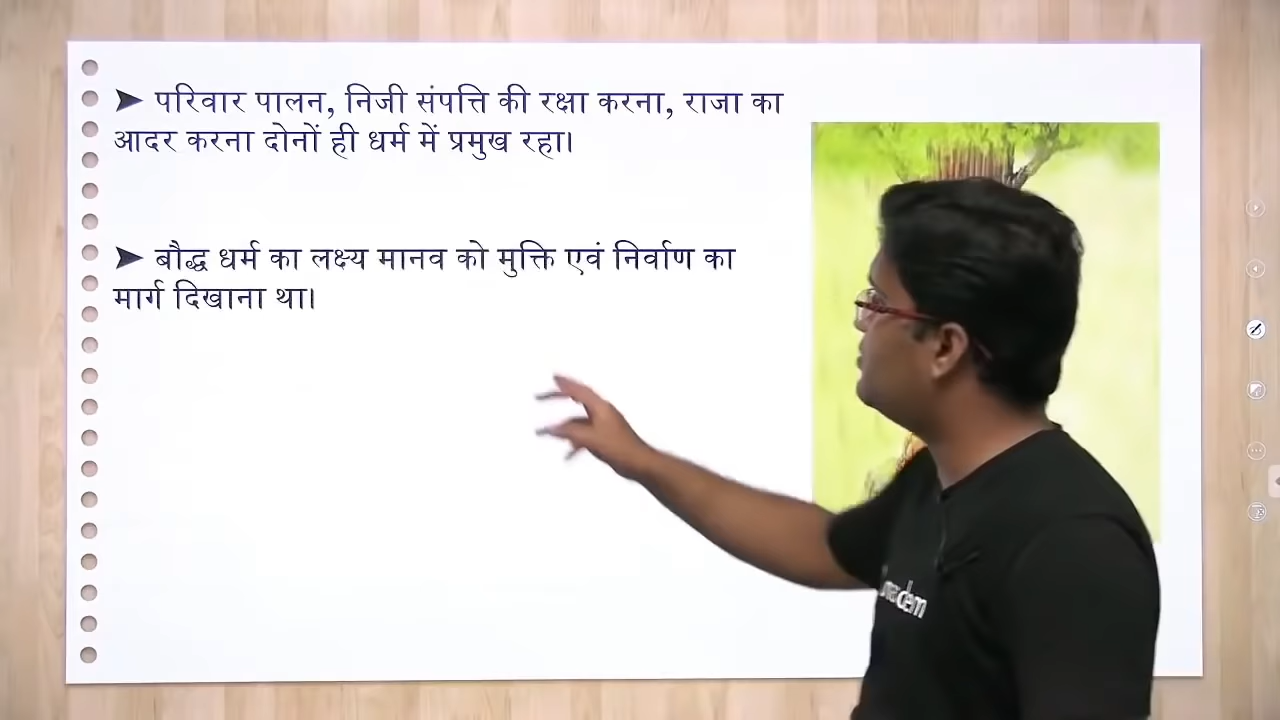 ➤ परिवार पालन, निजी संपत्ति की रक्षा करना, राजा का
आदर करना दोनों ही धर्म में प्रमुख रहा।
➤ बौद्ध धर्म का लक्ष्य मानव को मुक्ति एवं निर्वाण का
मार्ग दिखाना था।